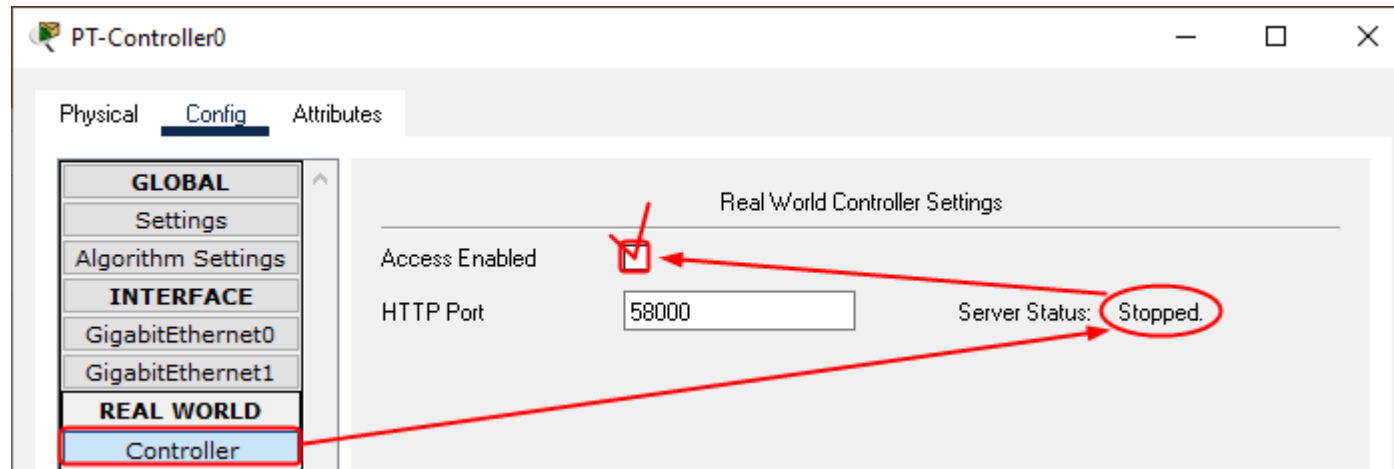 PT-Controller0
Physical Config Attributes
GLOBAL
Settings
Algorithm Settings
INTERFACE
GigabitEthernet0
GigabitEthernet1
REAL WORLD
Controller
Real World Controller Settings
Access Enabled
HTTP Port 58000 Server Status: Stopped.